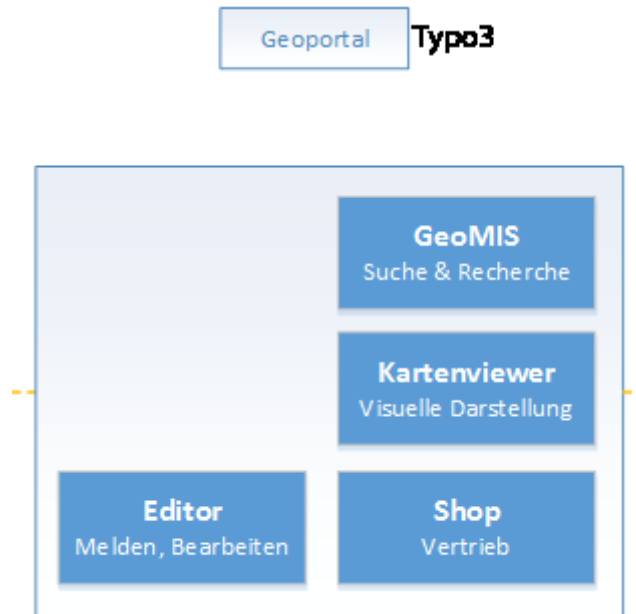 Geoportal Typo3
GeoMIS
Suche & Recherche
Kartenviewer
Visuelle Darstellung
Editor
Melden, Bearbeiten
Shop
Vertrieb